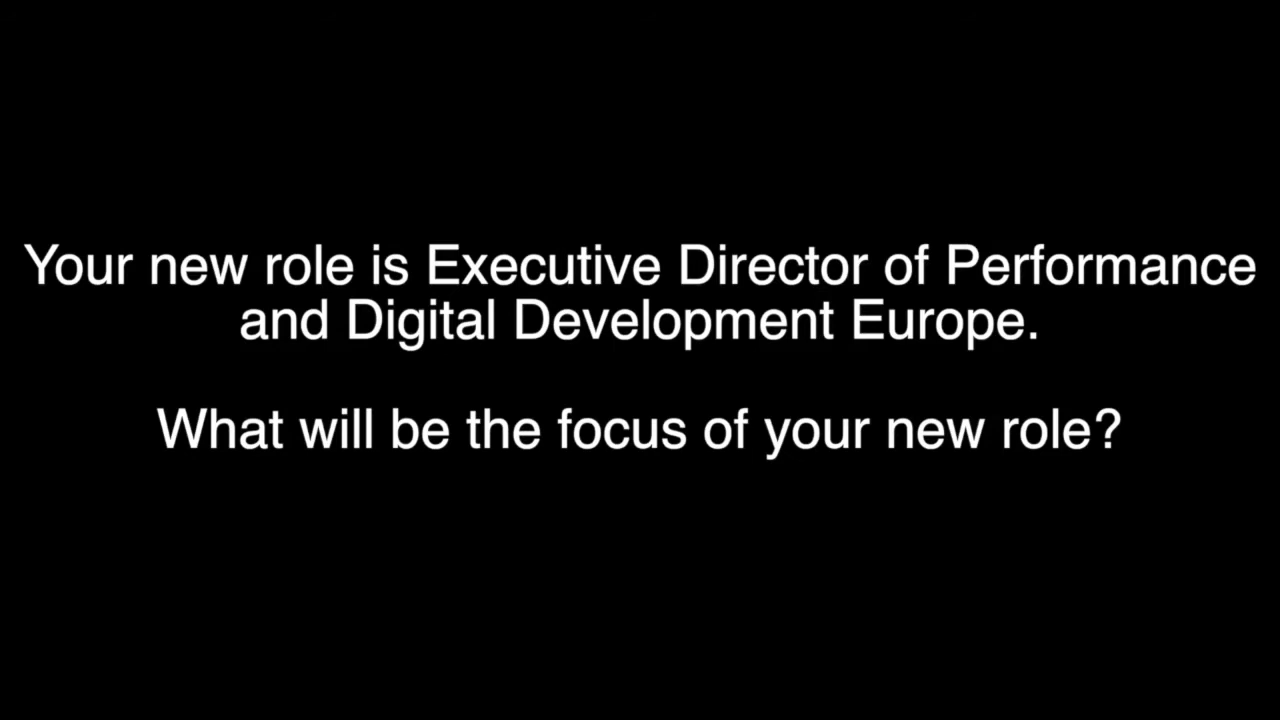 Your new role is Executive Director of Performance
and Digital Development Europe.
What will be the focus of your new role?